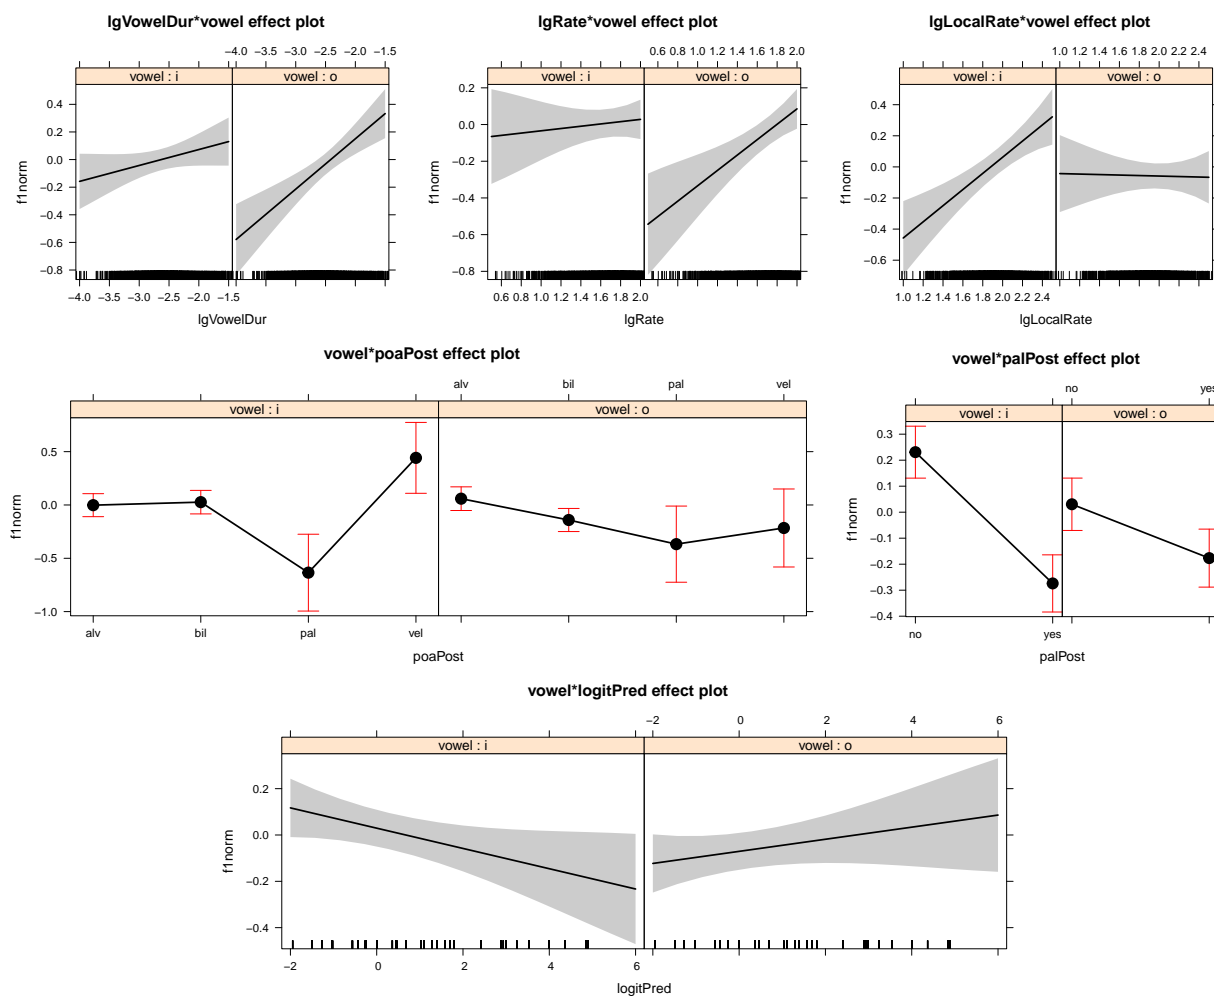 lgVowelDur*vowel effect plot
−4.0 −3.5 −3.0 −2.5 −2.0 −1.5
vowel : i
vowel : o
f1norm
0.4
0.2
0.0
−0.2
−0.4
−0.6
−0.8
−4.0 −3.5 −3.0 −2.5 −2.0 −1.5
lgVowelDur
lgRate*vowel effect plot
0.6 0.8 1.0 1.2 1.4 1.6 1.8 2.0
vowel : i
vowel : o
f1norm
0.2
0.0
−0.2
−0.4
−0.6
−0.8
0.6 0.8 1.0 1.2 1.4 1.6 1.8 2.0
lgRate
lgLocalRate*vowel effect plot
1.0 1.2 1.4 1.6 1.8 2.0 2.2 2.4
vowel : i
vowel : o
f1norm
0.4
0.2
0.0
−0.2
−0.4
−0.6
1.0 1.2 1.4 1.6 1.8 2.0 2.2 2.4
lgLocalRate
vowel*poaPost effect plot
alv bil pal vel
vowel : i
vowel : o
f1norm
0.5
0.0
−0.5
−1.0
alv bil pal vel
poaPost
vowel*palPost effect plot
no yes
vowel : i
vowel : o
f1norm
0.3
0.2
0.1
0.0
−0.1
−0.2
−0.3
−0.4
no yes
palPost
vowel*logitPred effect plot
−2 0 2 4 6
vowel : i
vowel : o
f1norm
0.2
0.0
−0.2
−0.4
−2 0 2 4 6
logitPred